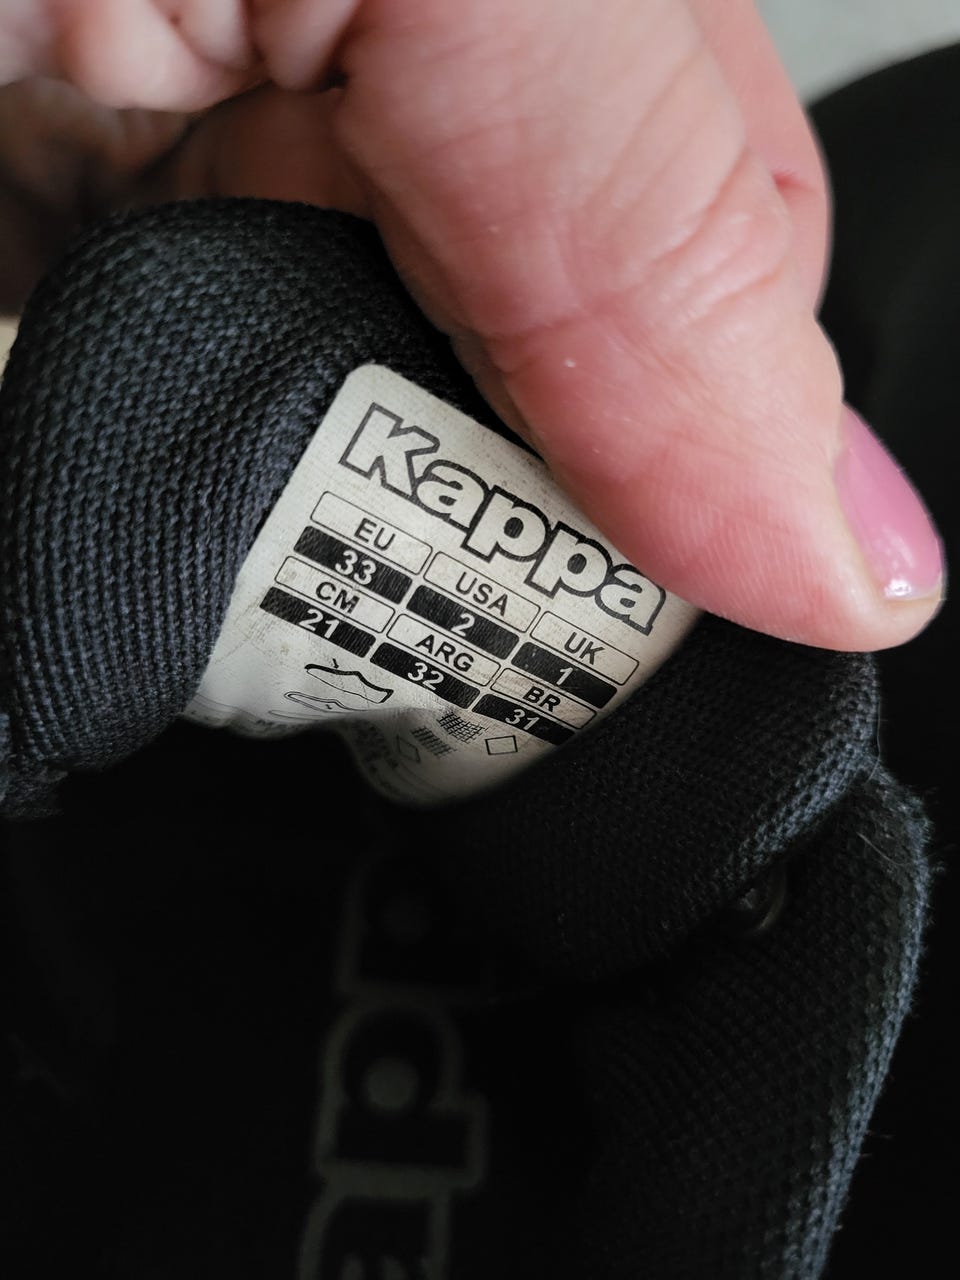 Kappa
EU USA UK
33 2 1
CM ARG BR
21 32 31